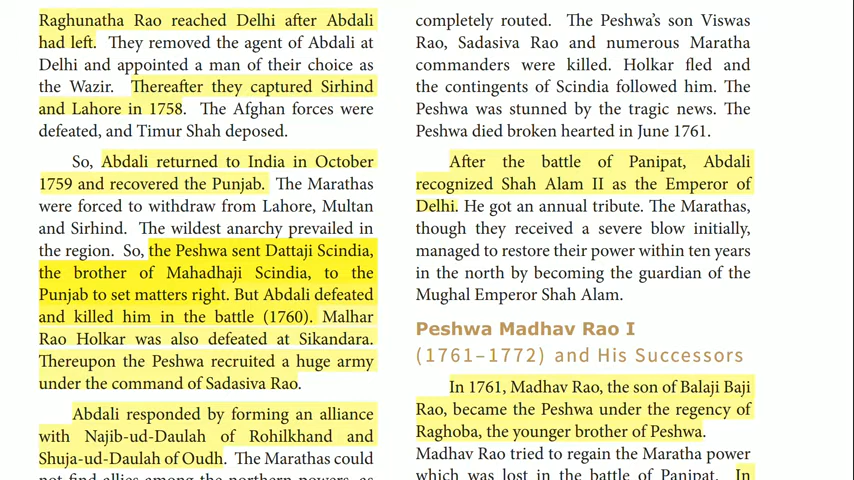 Raghunatha Rao reached Delhi after Abdali
had left. They removed the agent of Abdali at
Delhi and appointed a man of their choice as
the Wazir. Thereafter they captured Sirhind
and Lahore in 1758. The Afghan forces were
defeated, and Timur Shah deposed.
So, Abdali returned to India in October
1759 and recovered the Punjab. The Marathas
were forced to withdraw from Lahore, Multan
and Sirhind. The wildest anarchy prevailed in
the region. So, the Peshwa sent Dattaji Scindia,
the brother of Mahadhaji Scindia, to the
Punjab to set matters right. But Abdali defeated
and killed him in the battle (1760). Malhar
Rao Holkar was also defeated at Sikandara.
Thereupon the Peshwa recruited a huge army
under the command of Sadasiva Rao.
Abdali responded by forming an alliance
with Najib-ud-Daulah of Rohilkhand and
Shuja-ud-Daulah of Oudh. The Marathas could
not find allies among the northern powers, as
completely routed. The Peshwa's son Viswas
Rao, Sadasiva Rao and numerous Maratha
commanders were killed. Holkar fled and
the contingents of Scindia followed him. The
Peshwa was stunned by the tragic news. The
Peshwa died broken hearted in June 1761.
After the battle of Panipat, Abdali
recognized Shah Alam II as the Emperor of
Delhi. He got an annual tribute. The Marathas,
though they received a severe blow initially,
managed to restore their power within ten years
in the north by becoming the guardian of the
Mughal Emperor Shah Alam.
Peshwa Madhav Rao I
(1761–1772) and His Successors
In 1761, Madhav Rao, the son of Balaji Baji
Rao, became the Peshwa under the regency of
Raghoba, the younger brother of Peshwa.
Madhav Rao tried to regain the Maratha power
which was lost in the battle of Panipat. In